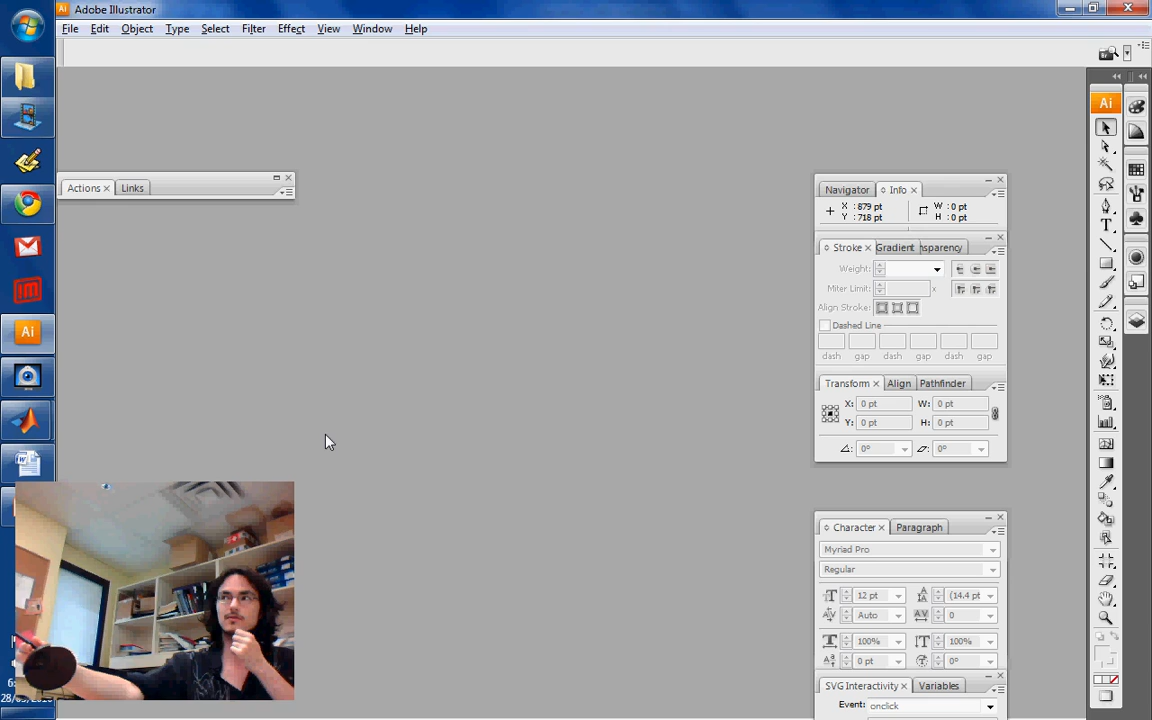 Ai Adobe Illustrator
File Edit Object Type Select Filter Effect View Window Help
Ai
Actions × Links
Navigator Info ×
X : 879 pt W : 0 pt
Y : 718 pt H : 0 pt
Stroke × Gradient nsparency
Weight:
Miter Limit: x
Align Stroke:
Dashed Line
dash gap dash gap dash gap
Transform × Align Pathfinder
X: 0 pt W: 0 pt
Y: 0 pt H: 0 pt
0° 0°
Ai
Character × Paragraph
Myriad Pro
Regular
12 pt (14.4 pt
Auto 0
100% 100%
0 pt 0°
SVG Interactivity × Variables
Event: onclick